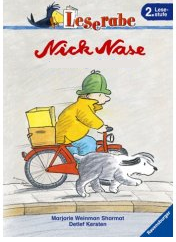 Leserabe
2. Lese-
stufe
Nick Nase
Marjorie Weinman Sharmat
Detlef Kersten
Ravensburger